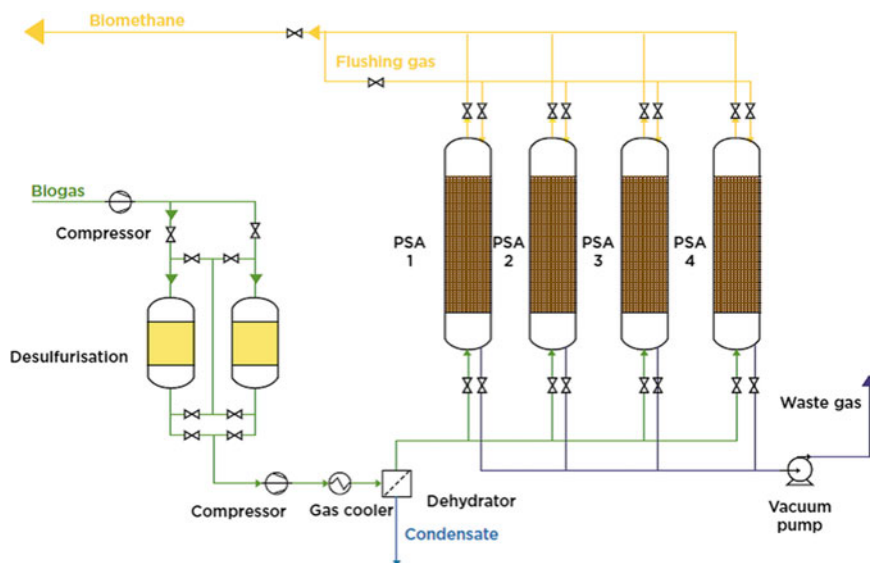 Biomethane
Flushing gas
Biogas
Compressor
PSA
1
PSA
2
PSA
3
PSA
4
Desulfurisation
Waste gas
Compressor
Gas cooler
Dehydrator
Vacuum
pump
Condensate